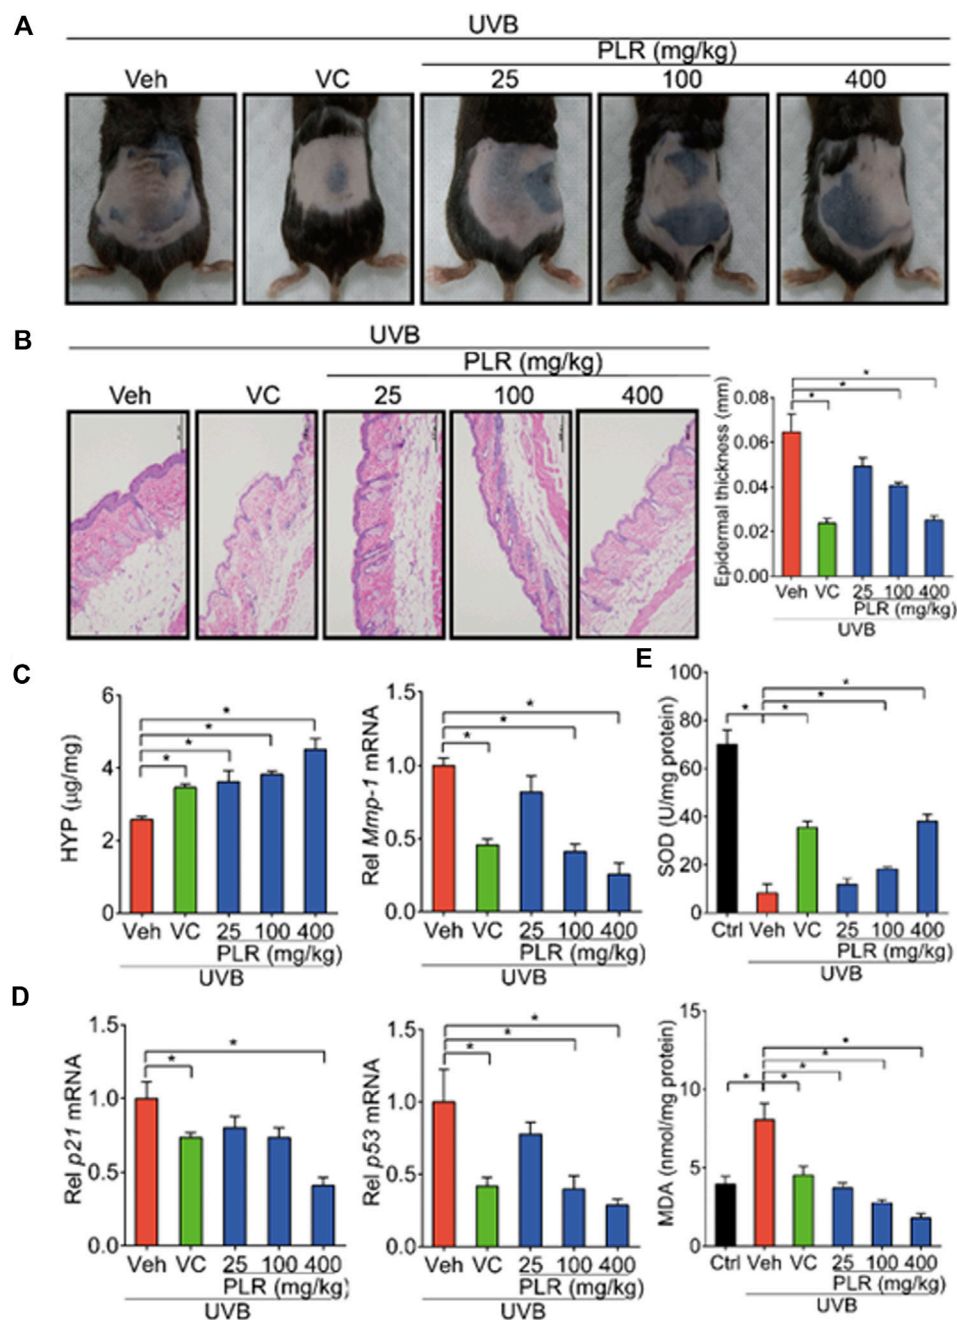 A
UVB
PLR (mg/kg)
Veh VC 25 100 400
B
UVB
PLR (mg/kg)
Veh VC 25 100 400
Epidermal thickness (mm)
0.08
0.06
0.04
0.02
0.00
* * *
Veh VC 25 100 400
PLR (mg/kg)
UVB
C
HYP (μg/mg)
6
4
2
0
* * * *
Veh VC 25 100 400
PLR (mg/kg)
UVB
Rel Mmp-1 mRNA
1.5
1.0
0.5
0.0
* * *
Veh VC 25 100 400
PLR (mg/kg)
UVB
E
SOD (U/mg protein)
100
80
60
40
20
0
* * * *
Ctrl Veh VC 25 100 400
PLR (mg/kg)
UVB
D
Rel p21 mRNA
1.5
1.0
0.5
0.0
* *
Veh VC 25 100 400
PLR (mg/kg)
UVB
Rel p53 mRNA
1.5
1.0
0.5
0.0
* * *
Veh VC 25 100 400
PLR (mg/kg)
UVB
MDA (nmol/mg protein)
15
10
5
0
* * * * *
Ctrl Veh VC 25 100 400
PLR (mg/kg)
UVB